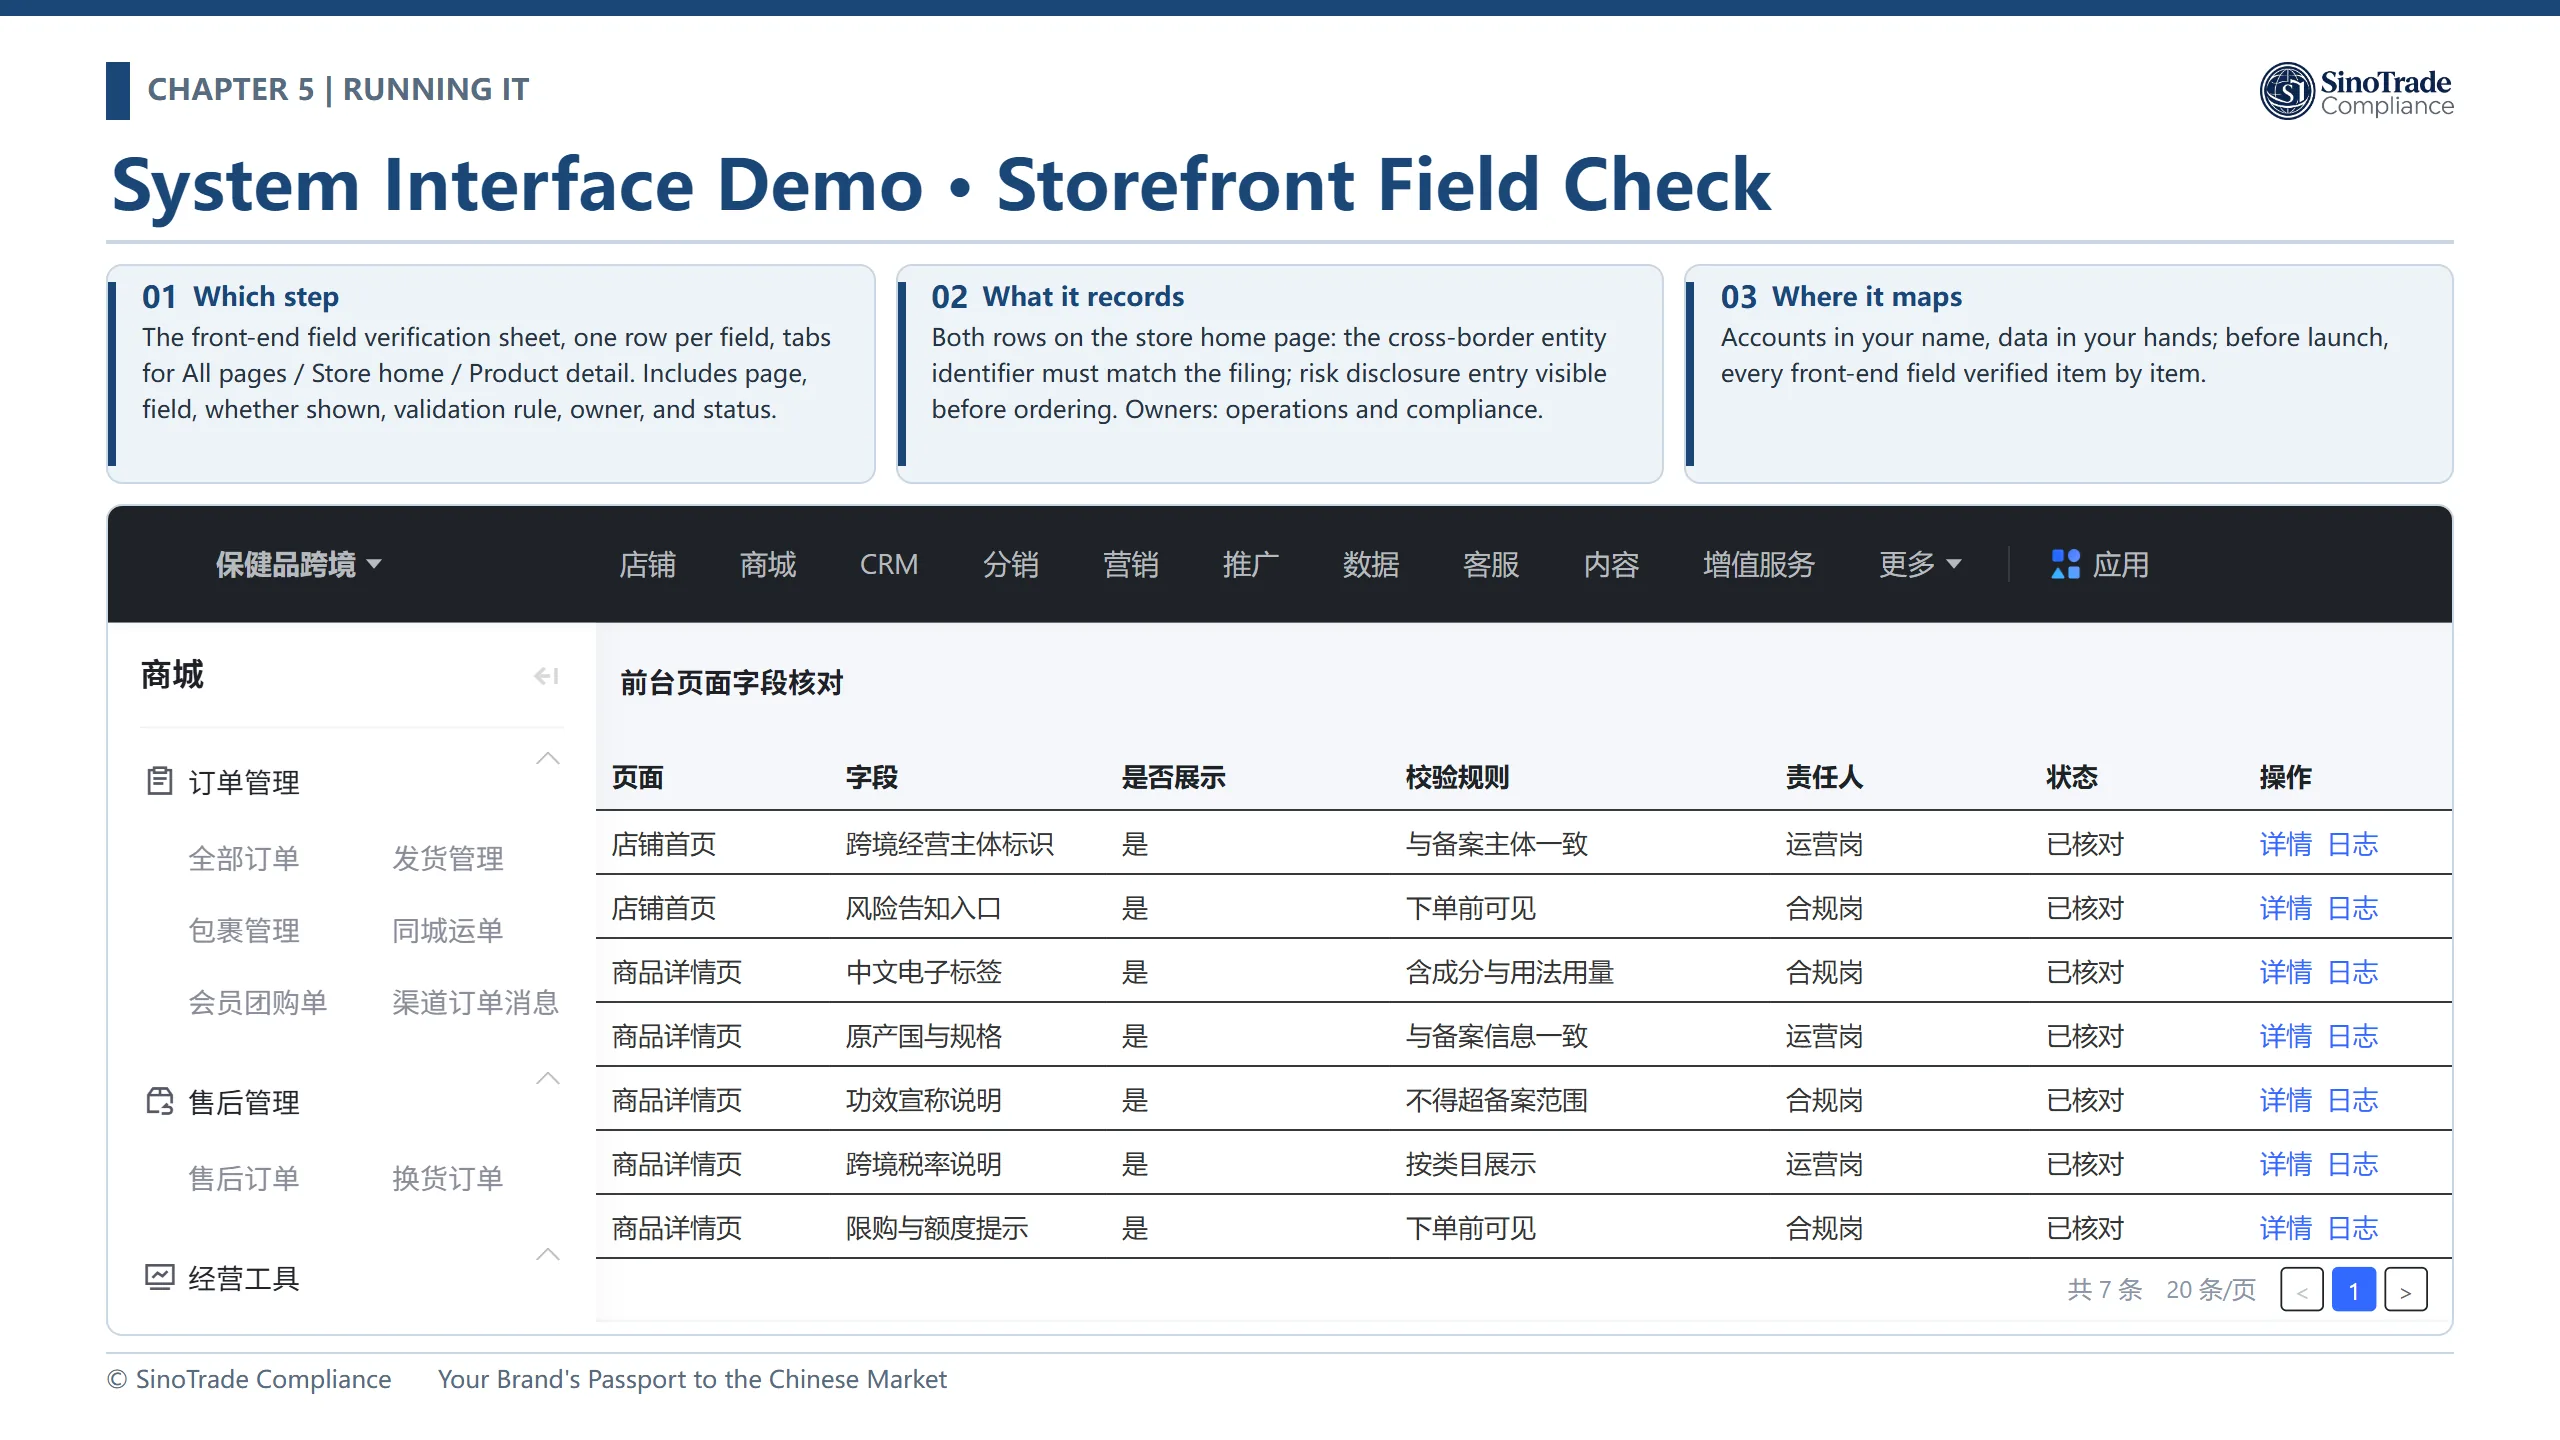 CHAPTER 5 | RUNNING IT
SinoTrade
Compliance
System Interface Demo • Storefront Field Check
01 Which step
The front-end field verification sheet, one row per field, tabs
for All pages / Store home / Product detail. Includes page,
field, whether shown, validation rule, owner, and status.
02 What it records
Both rows on the store home page: the cross-border entity
identifier must match the filing; risk disclosure entry visible
before ordering. Owners: operations and compliance.
03 Where it maps
Accounts in your name, data in your hands; before launch,
every front-end field verified item by item.
保健品跨境 店铺 商城 CRM 分销 营销 推广 数据 客服 内容 增值服务 更多 应用
商城
订单管理
全部订单 发货管理
包裹管理 同城运单
会员团购单 渠道订单消息
售后管理
售后订单 换货订单
经营工具
前台页面字段核对
页面 字段 是否展示 校验规则 责任人 状态 操作
店铺首页 跨境经营主体标识 是 与备案主体一致 运营岗 已核对 详情 日志
店铺首页 风险告知入口 是 下单前可见 合规岗 已核对 详情 日志
商品详情页 中文电子标签 是 含成分与用法用量 合规岗 已核对 详情 日志
商品详情页 原产国与规格 是 与备案信息一致 运营岗 已核对 详情 日志
商品详情页 功效宣称说明 是 不得超备案范围 合规岗 已核对 详情 日志
商品详情页 跨境税率说明 是 按类目展示 运营岗 已核对 详情 日志
商品详情页 限购与额度提示 是 下单前可见 合规岗 已核对 详情 日志
共 7 条 20 条/页 < 1 >
© SinoTrade Compliance Your Brand's Passport to the Chinese Market